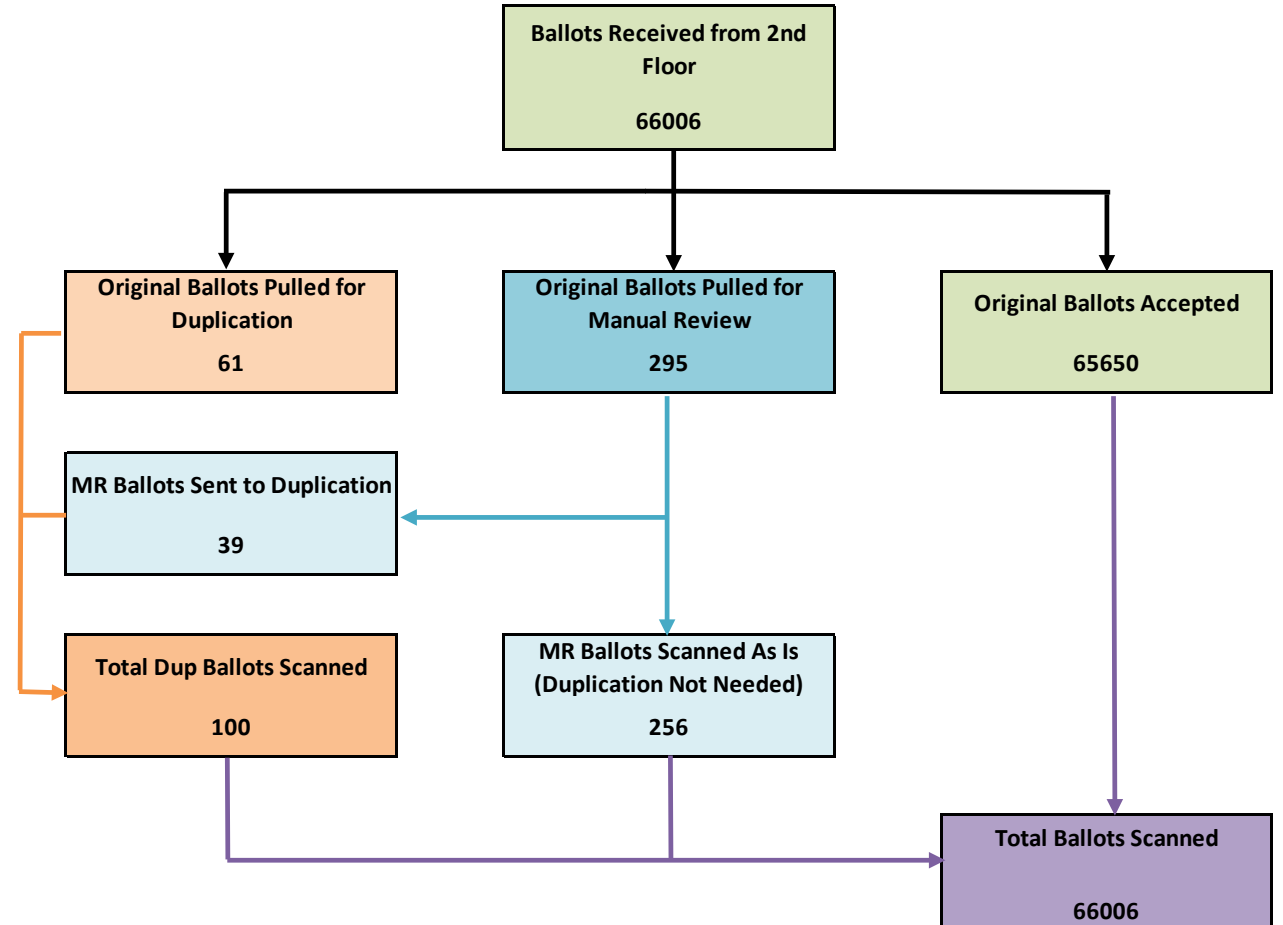 Ballots Received from 2nd
Floor
66006
Original Ballots Pulled for
Duplication
61
Original Ballots Pulled for
Manual Review
295
Original Ballots Accepted
65650
MR Ballots Sent to Duplication
39
Total Dup Ballots Scanned
100
MR Ballots Scanned As Is
(Duplication Not Needed)
256
Total Ballots Scanned
66006